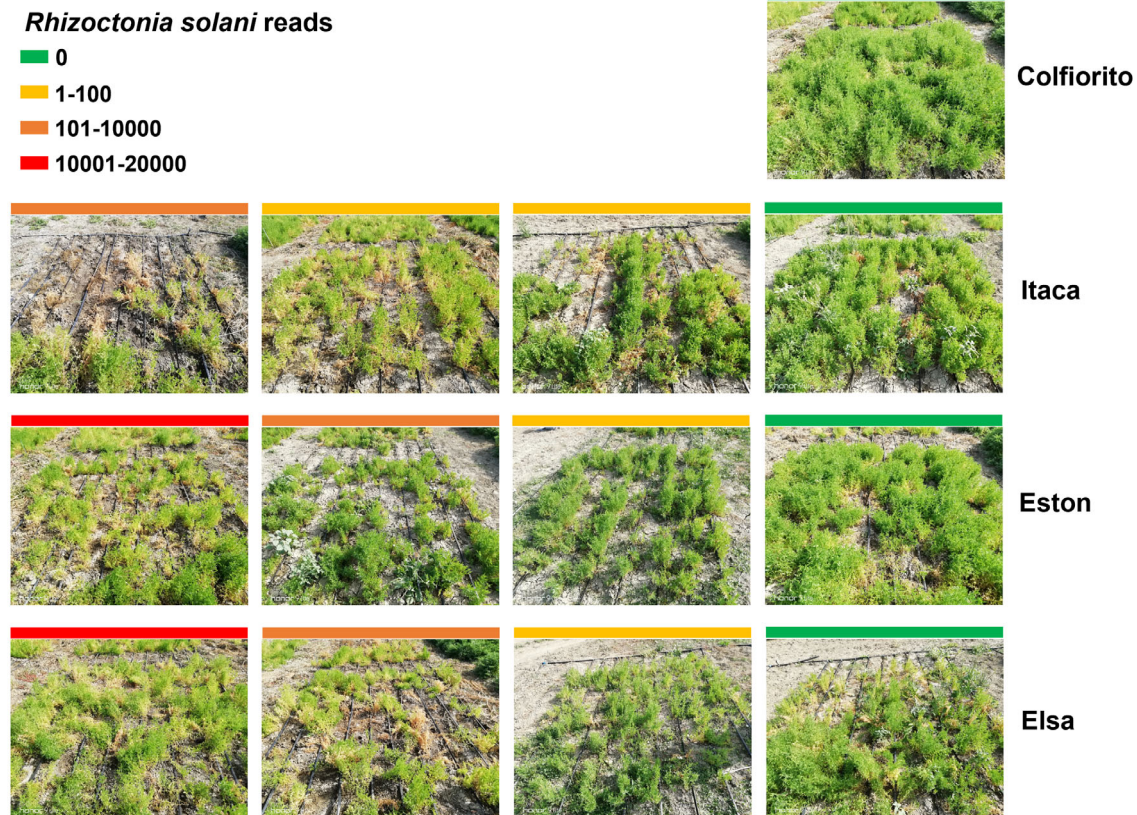 Rhizoctonia solani reads
0
1-100
101-10000
10001-20000
Colfiorito
Itaca
Eston
Elsa